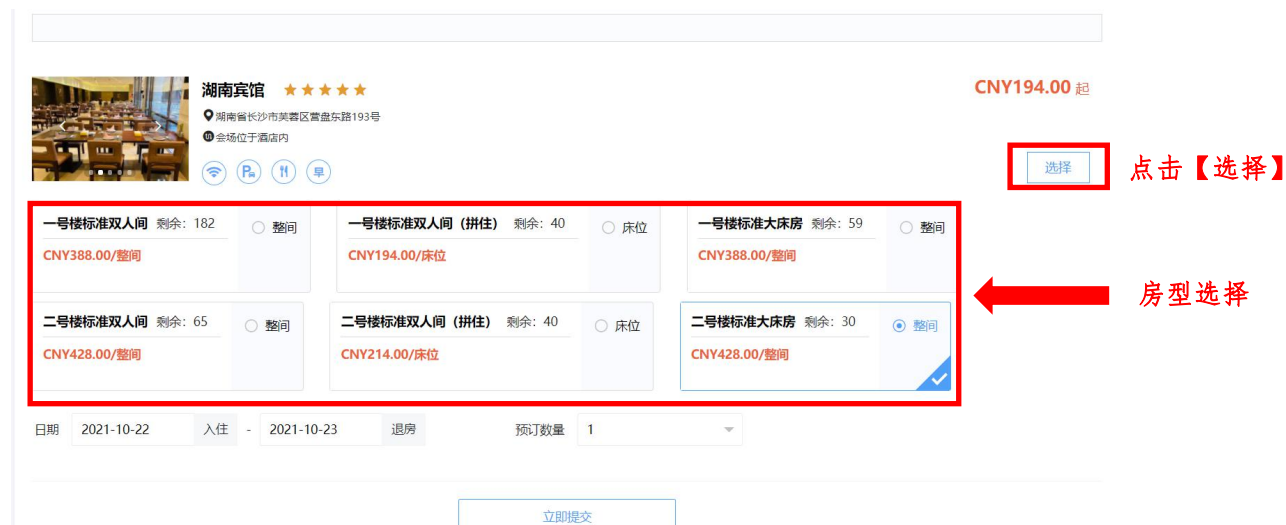 湖南宾馆
CNY194.00 起
湖南省长沙市芙蓉区营盘东路193号
会场位于酒店内
P
早
选择
点击【选择】
一号楼标准双人间 剩余：182
整间
CNY388.00/整间
一号楼标准双人间（拼住） 剩余：40
床位
CNY194.00/床位
一号楼标准大床房 剩余：59
整间
CNY388.00/整间
房型选择
二号楼标准双人间 剩余：65
整间
CNY428.00/整间
二号楼标准双人间（拼住） 剩余：40
床位
CNY214.00/床位
二号楼标准大床房 剩余：30
整间
CNY428.00/整间
日期 2021-10-22 入住 - 2021-10-23 退房 预订数量 1
立即提交